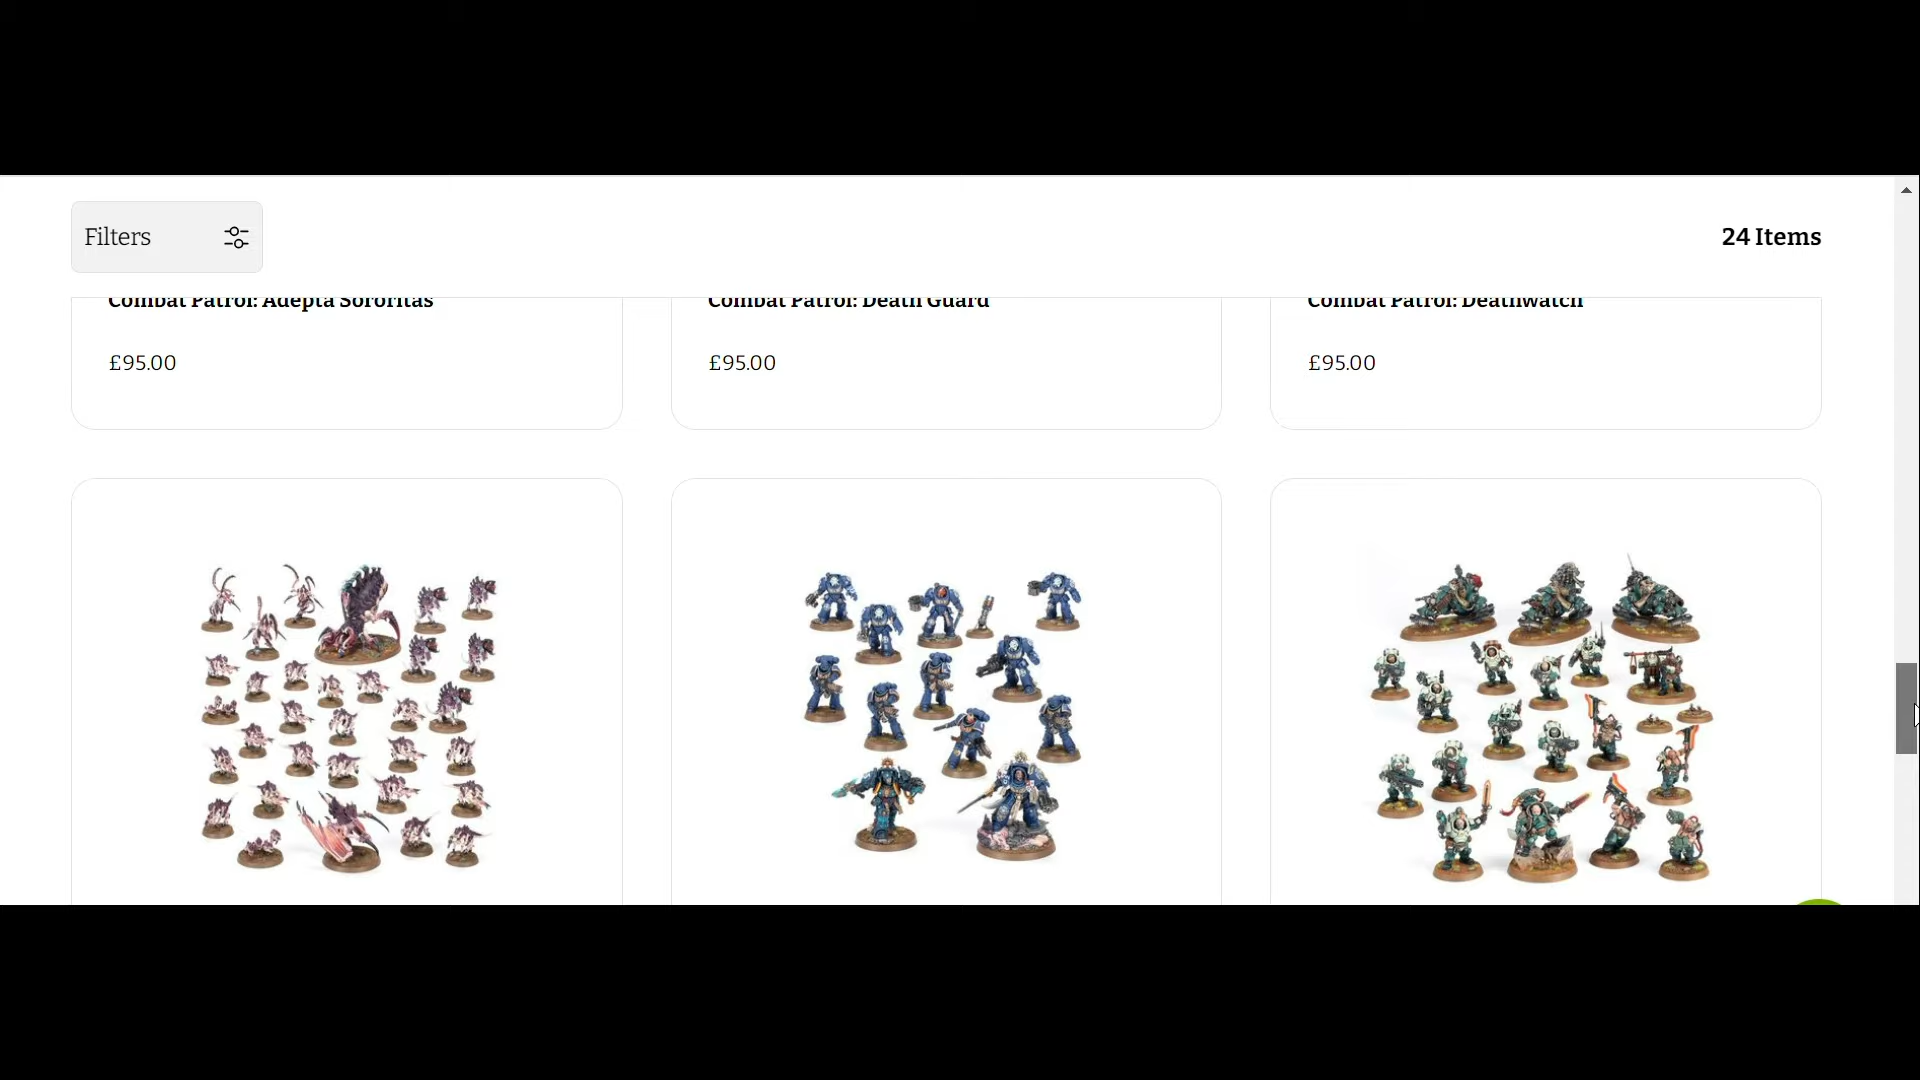 Filters
24 Items
Combat Patrol: Adepta Sororitas
Combat Patrol: Death Guard
Combat Patrol: Deathwatch
£95.00
£95.00
£95.00